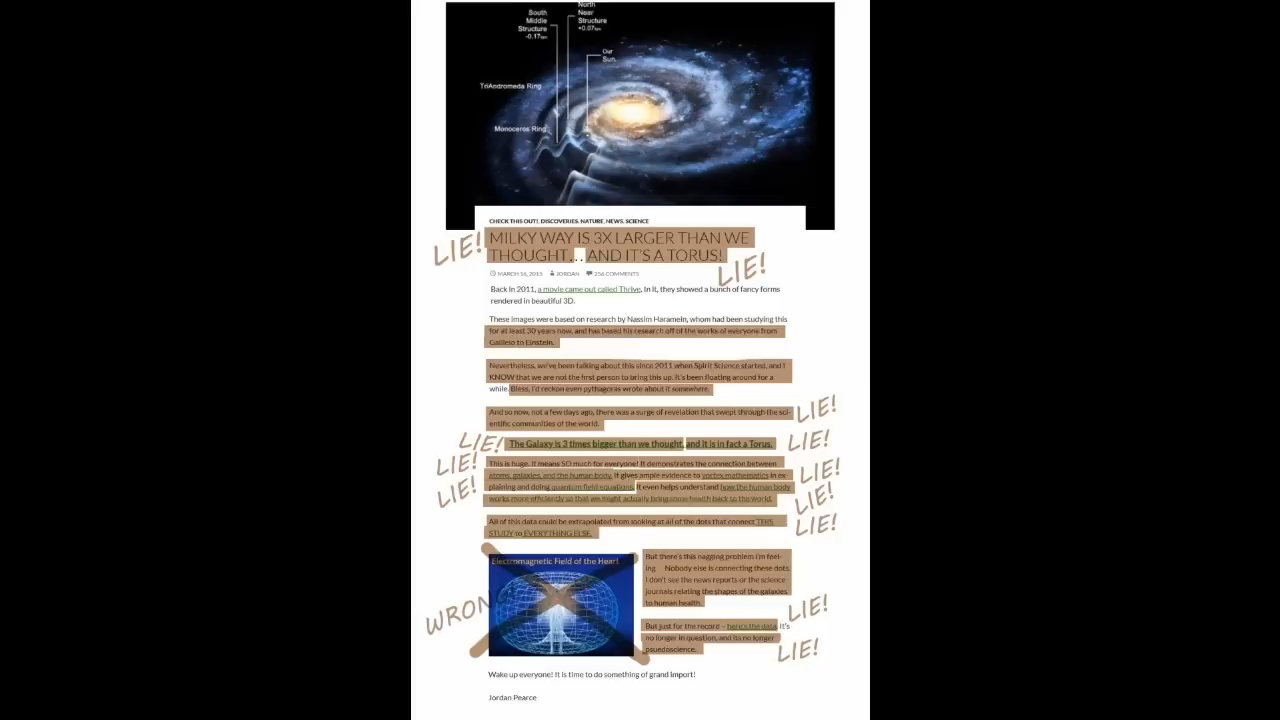 South
Middle
Structure
-0.17kpc
North
Near
Structure
+0.07kpc
Our
Sun
TriAndromeda Ring
Monoceros Ring
CHECK THIS OUT!, DISCOVERIES, NATURE, NEWS, SCIENCE
LIE!
MILKY WAY IS 3X LARGER THAN WE
THOUGHT… AND IT'S A TORUS!
LIE!
MARCH 16, 2015 JORDAN 256 COMMENTS
Back in 2011, a movie came out called Thrive. In it, they showed a bunch of fancy forms
rendered in beautiful 3D.
These images were based on research by Nassim Haramein, whom had been studying this
for at least 30 years now, and has based his research off of the works of everyone from
Galileio to Einstein.
Nevertheless, we've been talking about this since 2011 when Spirit Science started, and I
KNOW that we are not the first person to bring this up. It's been floating around for a
while. Bless, I'd reckon even pythagoras wrote about it somewhere.
And so now, not a few days ago, there was a surge of revelation that swept through the sci-
entific communities of the world.
LIE!
LIE!
The Galaxy is 3 times bigger than we thought, and it is in fact a Torus.
LIE!
LIE!
This is huge. It means SO much for everyone! It demonstrates the connection between
atoms, galaxies, and the human body. It gives ample evidence to vortex mathematics in ex-
plaining and doing quantum field equations. It even helps understand how the human body
works more efficiently so that we might actually bring about health back to the world.
LIE!
LIE!
LIE!
All of this data could be extrapolated from looking at all of the dots that connect THIS
STUDY to EVERYTHING ELSE.
LIE!
Electromagnetic Field of the Heart
WRONG
But there's this nagging problem i'm feel-
ing Nobody else is connecting these dots.
I don't see the news reports or the science
journals relating the shapes of the galaxies
to human health.
LIE!
But just for the record – here's the data, it's
no longer in question, and its no longer
psuedoscience.
LIE!
Wake up everyone! It is time to do something of grand import!
Jordan Pearce